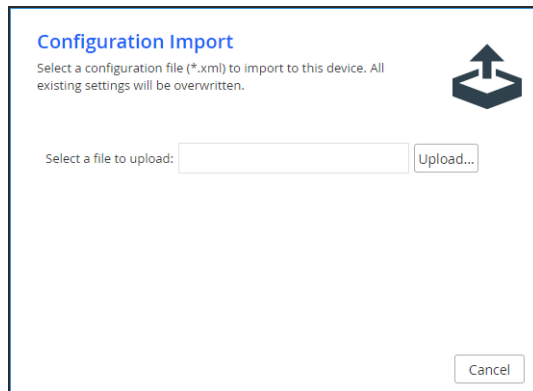 Configuration Import
Select a configuration file (*.xml) to import to this device. All
existing settings will be overwritten.
Select a file to upload:
Upload...
Cancel